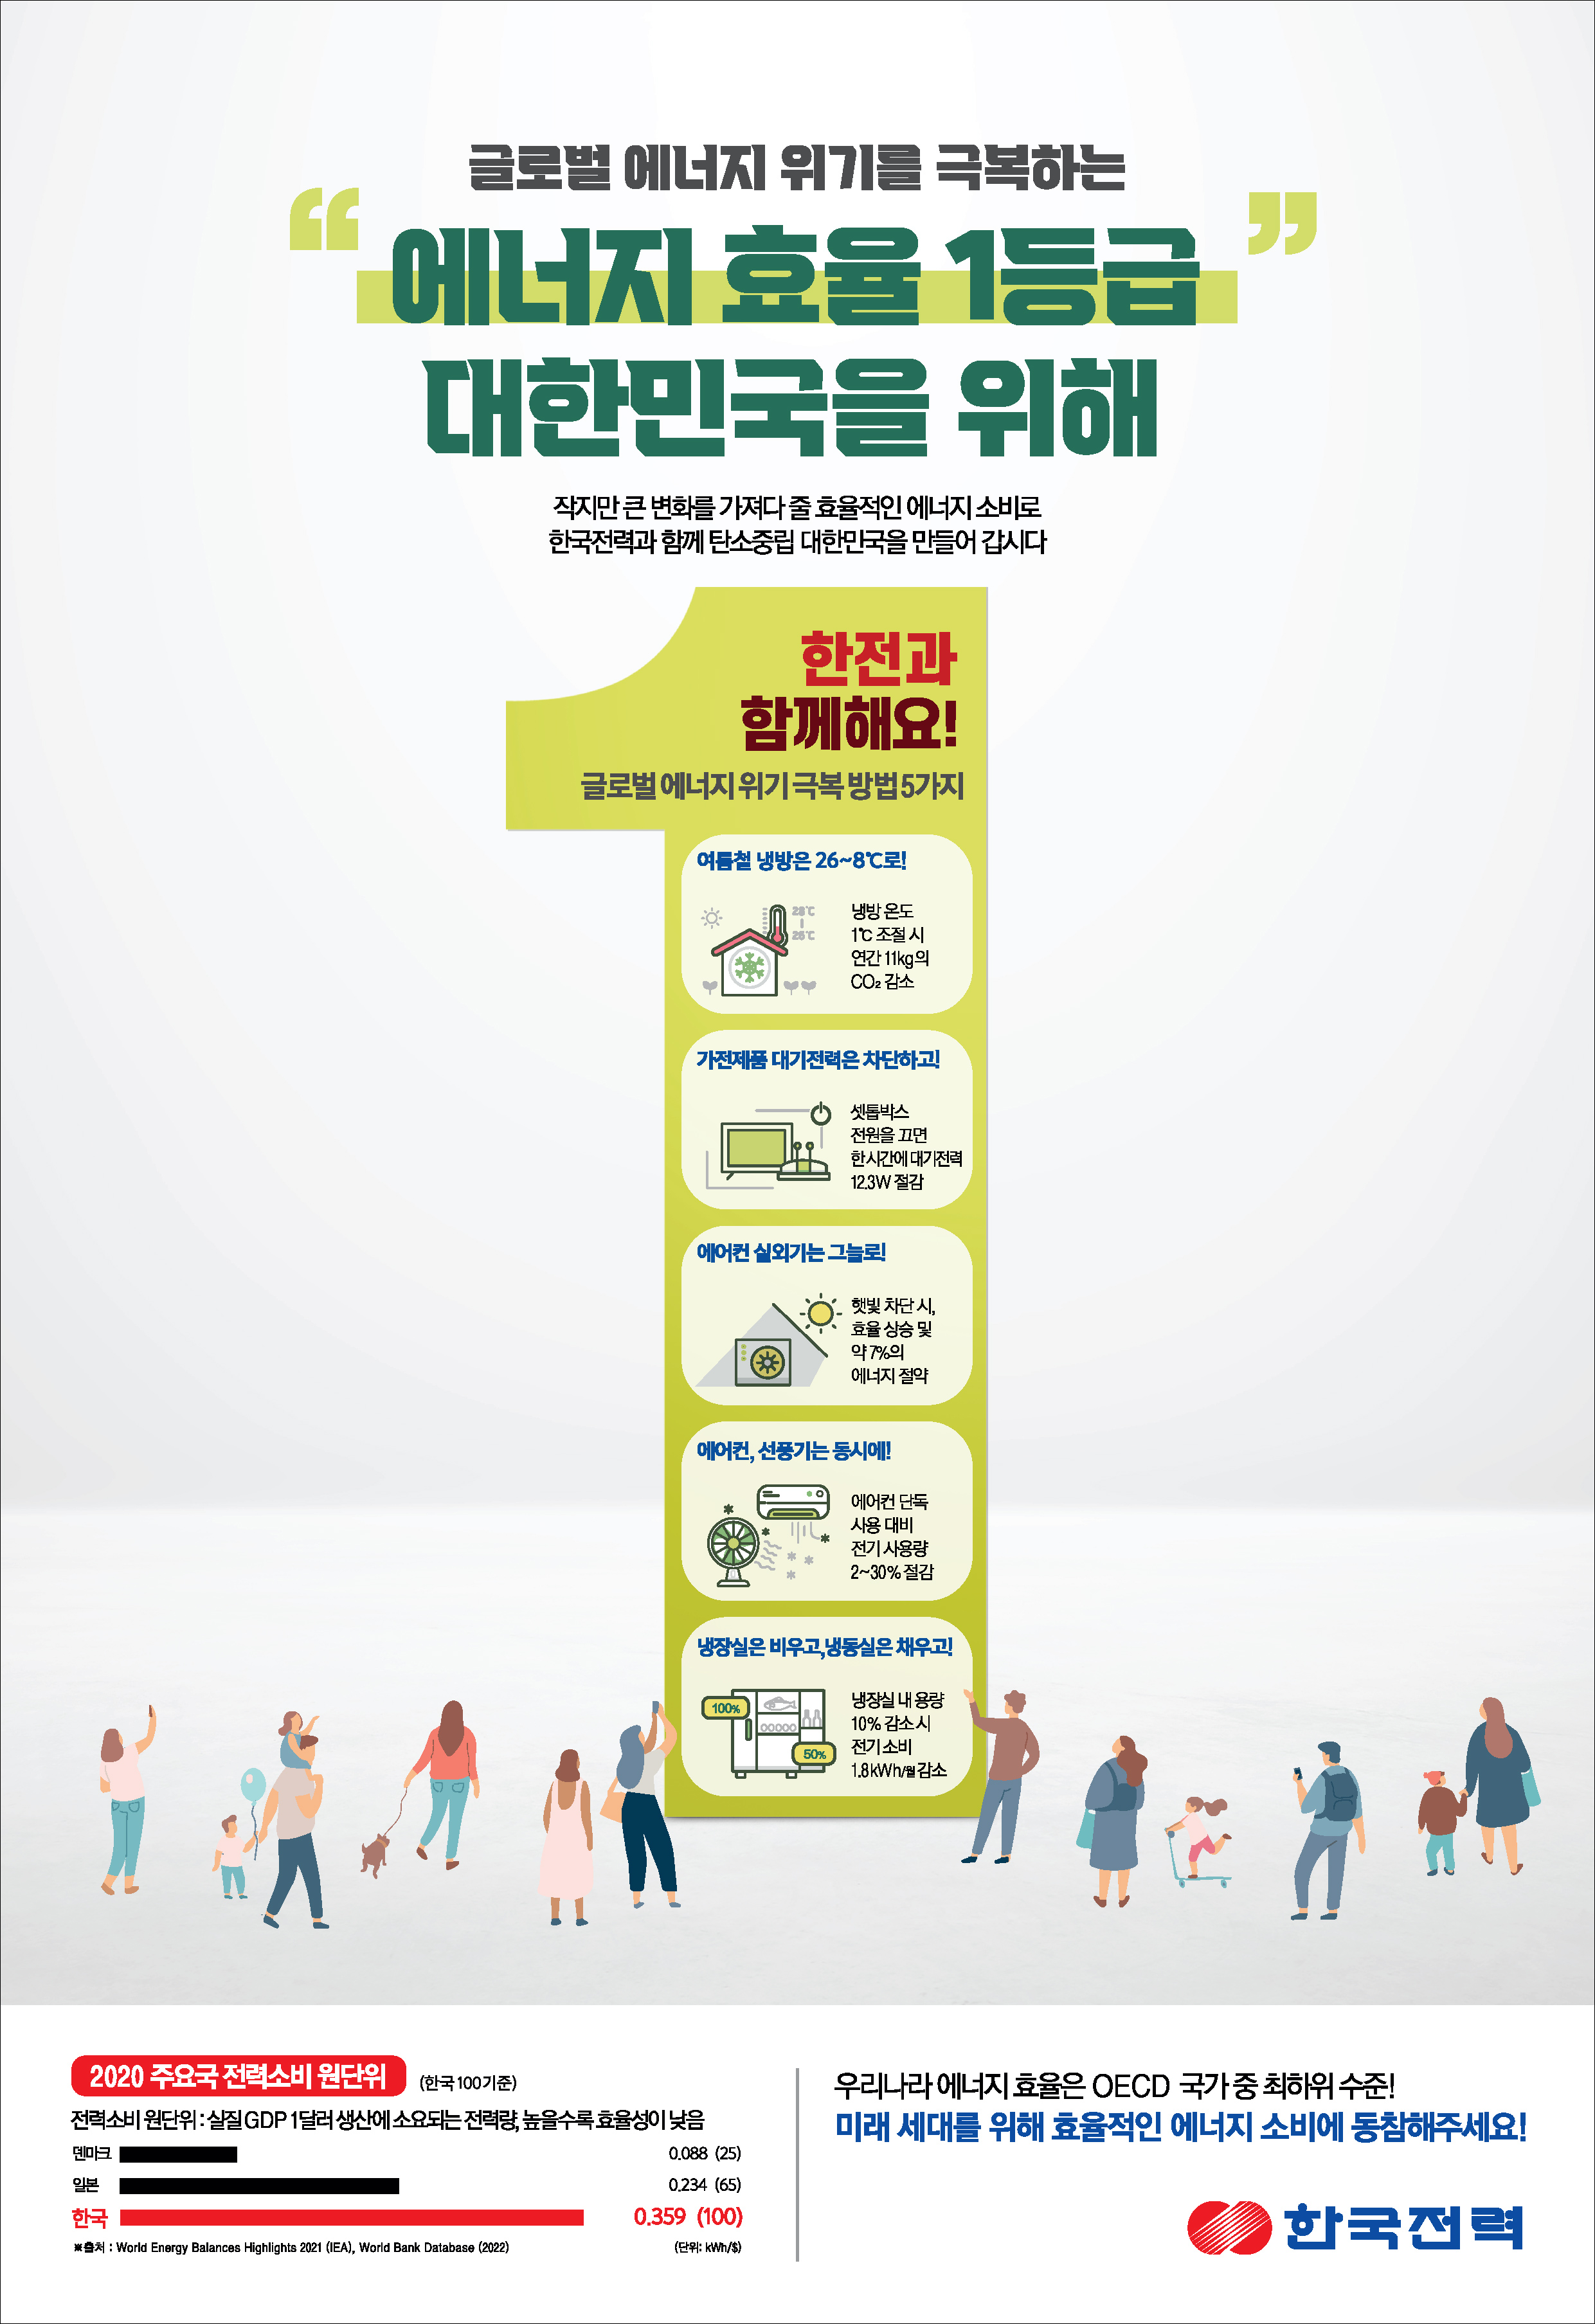 글로벌 에너지 위기를 극복하는
“에너지 효율 1등급”
대한민국을 위해
작지만 큰 변화를 가져다 줄 효율적인 에너지 소비로
한국전력과 함께 탄소중립 대한민국을 만들어 갑시다
한전과
함께해요!
글로벌 에너지 위기 극복 방법 5가지
여름철 냉방은 26~8℃로!
28℃
26℃
냉방 온도
1℃ 조절 시
연간 11kg의
CO₂ 감소
가전제품 대기전력은 차단하고!
셋톱박스
전원을 끄면
한시간에 대기전력
12.3W 절감
에어컨 실외기는 그늘로!
햇빛 차단 시,
효율 상승 및
약 7%의
에너지 절약
에어컨, 선풍기는 동시에!
에어컨 단독
사용 대비
전기 사용량
2~30% 절감
냉장실은 비우고,냉동실은 채우고!
100%
50%
냉장실 내 용량
10% 감소 시
전기 소비
1.8kWh/월 감소
2020 주요국 전력소비 원단위 (한국 100 기준)
전력소비 원단위 : 실질 GDP 1달러 생산에 소요되는 전력량, 높을수록 효율성이 낮음
덴마크 0.088 (25)
일본 0.234 (65)
한국 0.359 (100)
※출처 : World Energy Balances Highlights 2021 (IEA), World Bank Database (2022) (단위: kWh/$)
우리나라 에너지 효율은 OECD 국가 중 최하위 수준!
미래 세대를 위해 효율적인 에너지 소비에 동참해주세요!
한국전력